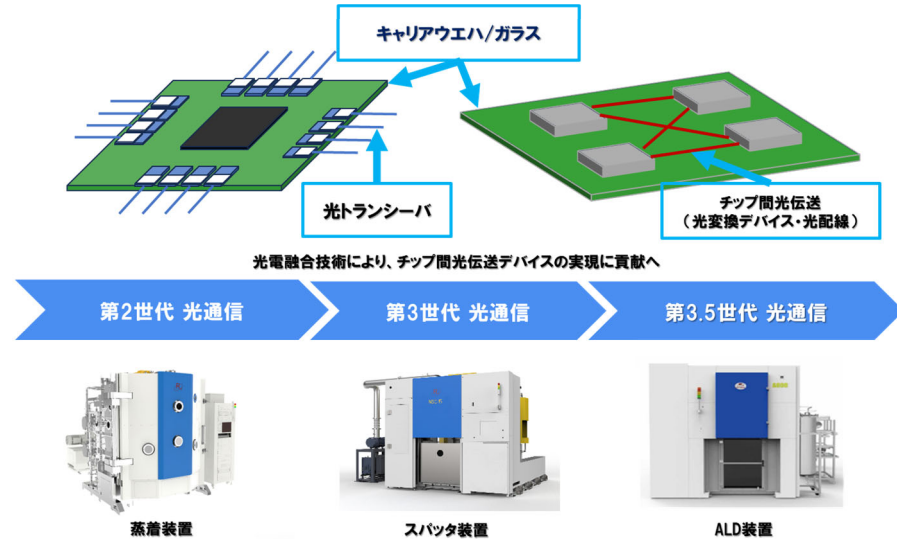 キャリアウエハ/ガラス
光トランシーバ
チップ間光伝送
(光変換デバイス・光配線)
光電融合技術により、チップ間光伝送デバイスの実現に貢献へ
第2世代 光通信
第3世代 光通信
第3.5世代 光通信
蒸着装置
スパッタ装置
ALD装置